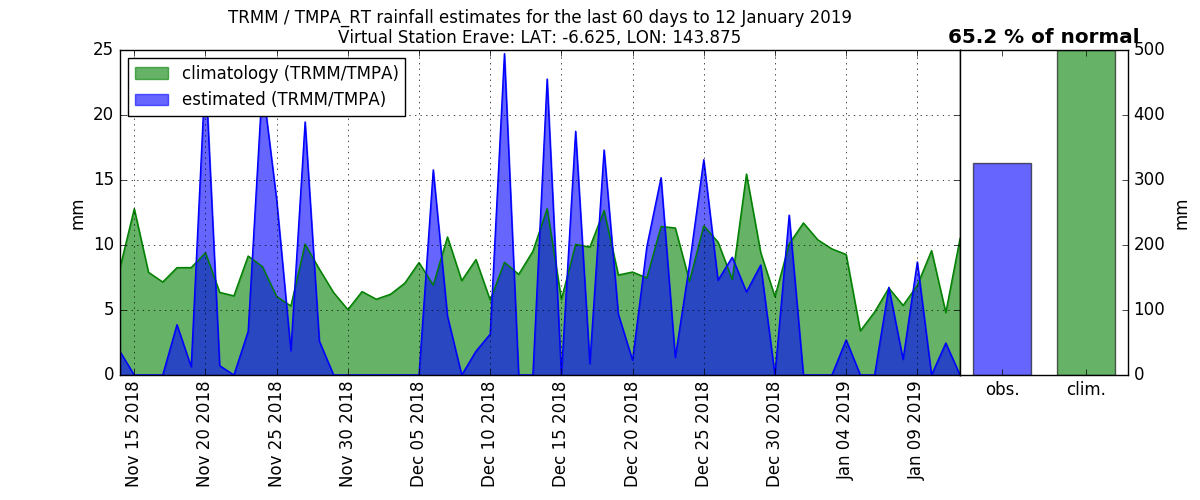 TRMM / TMPA_RT rainfall estimates for the last 60 days to 12 January 2019
Virtual Station Erave: LAT: -6.625, LON: 143.875
65.2 % of normal
climatology (TRMM/TMPA)
estimated (TRMM/TMPA)
mm
25
20
15
10
5
0
Nov 15 2018
Nov 20 2018
Nov 25 2018
Nov 30 2018
Dec 05 2018
Dec 10 2018
Dec 15 2018
Dec 20 2018
Dec 25 2018
Dec 30 2018
Jan 04 2019
Jan 09 2019
obs.
clim.
500
400
300
200
100
0
mm